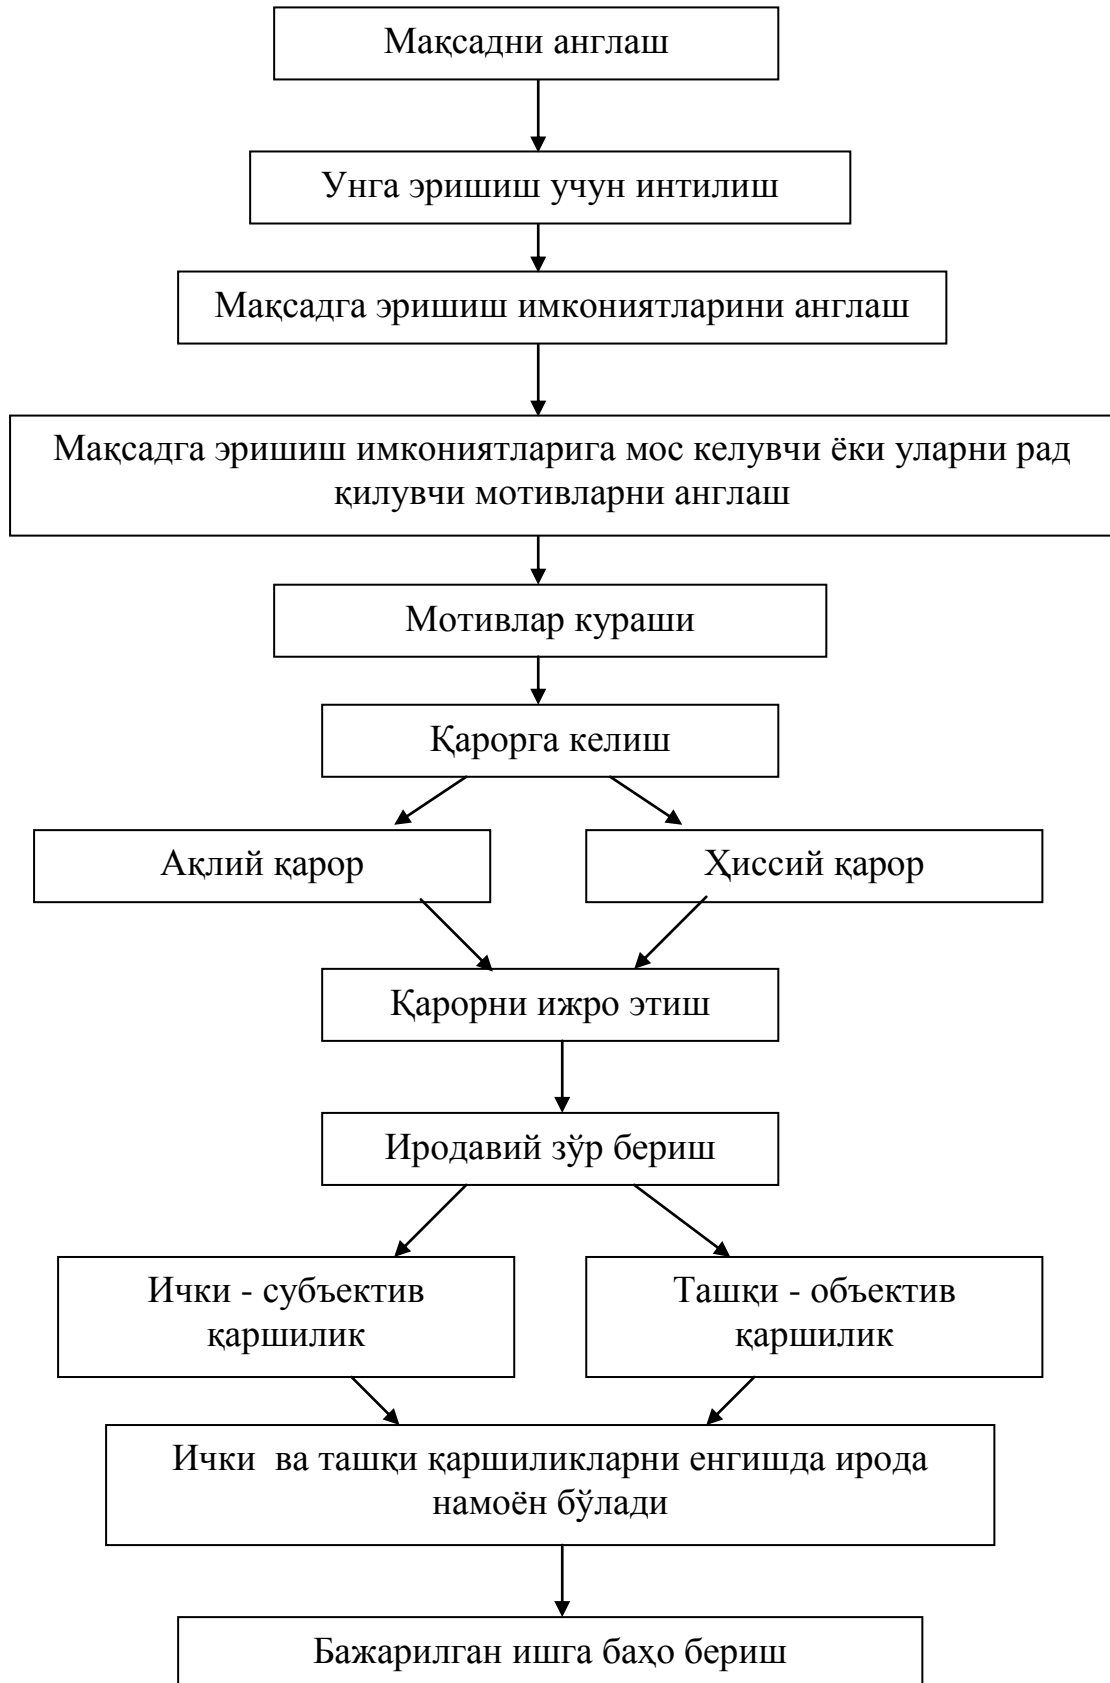 Мақсадни англаш
Унга эришиш учун интилиш
Мақсадга эришиш имкониятларини англаш
Мақсадга эришиш имкониятларига мос келувчи ёки уларни рад
қилувчи мотивларни англаш
Мотивлар кураши
Қарорга келиш
Ақлий қарор
Ҳиссий қарор
Қарорни ижро этиш
Иродавий зўр бериш
Ички - субъектив
қаршилик
Ташқи - объектив
қаршилик
Ички ва ташқи қаршиликларни енгишда ирода
намоён бўлади
Бажарилган ишга баҳо бериш